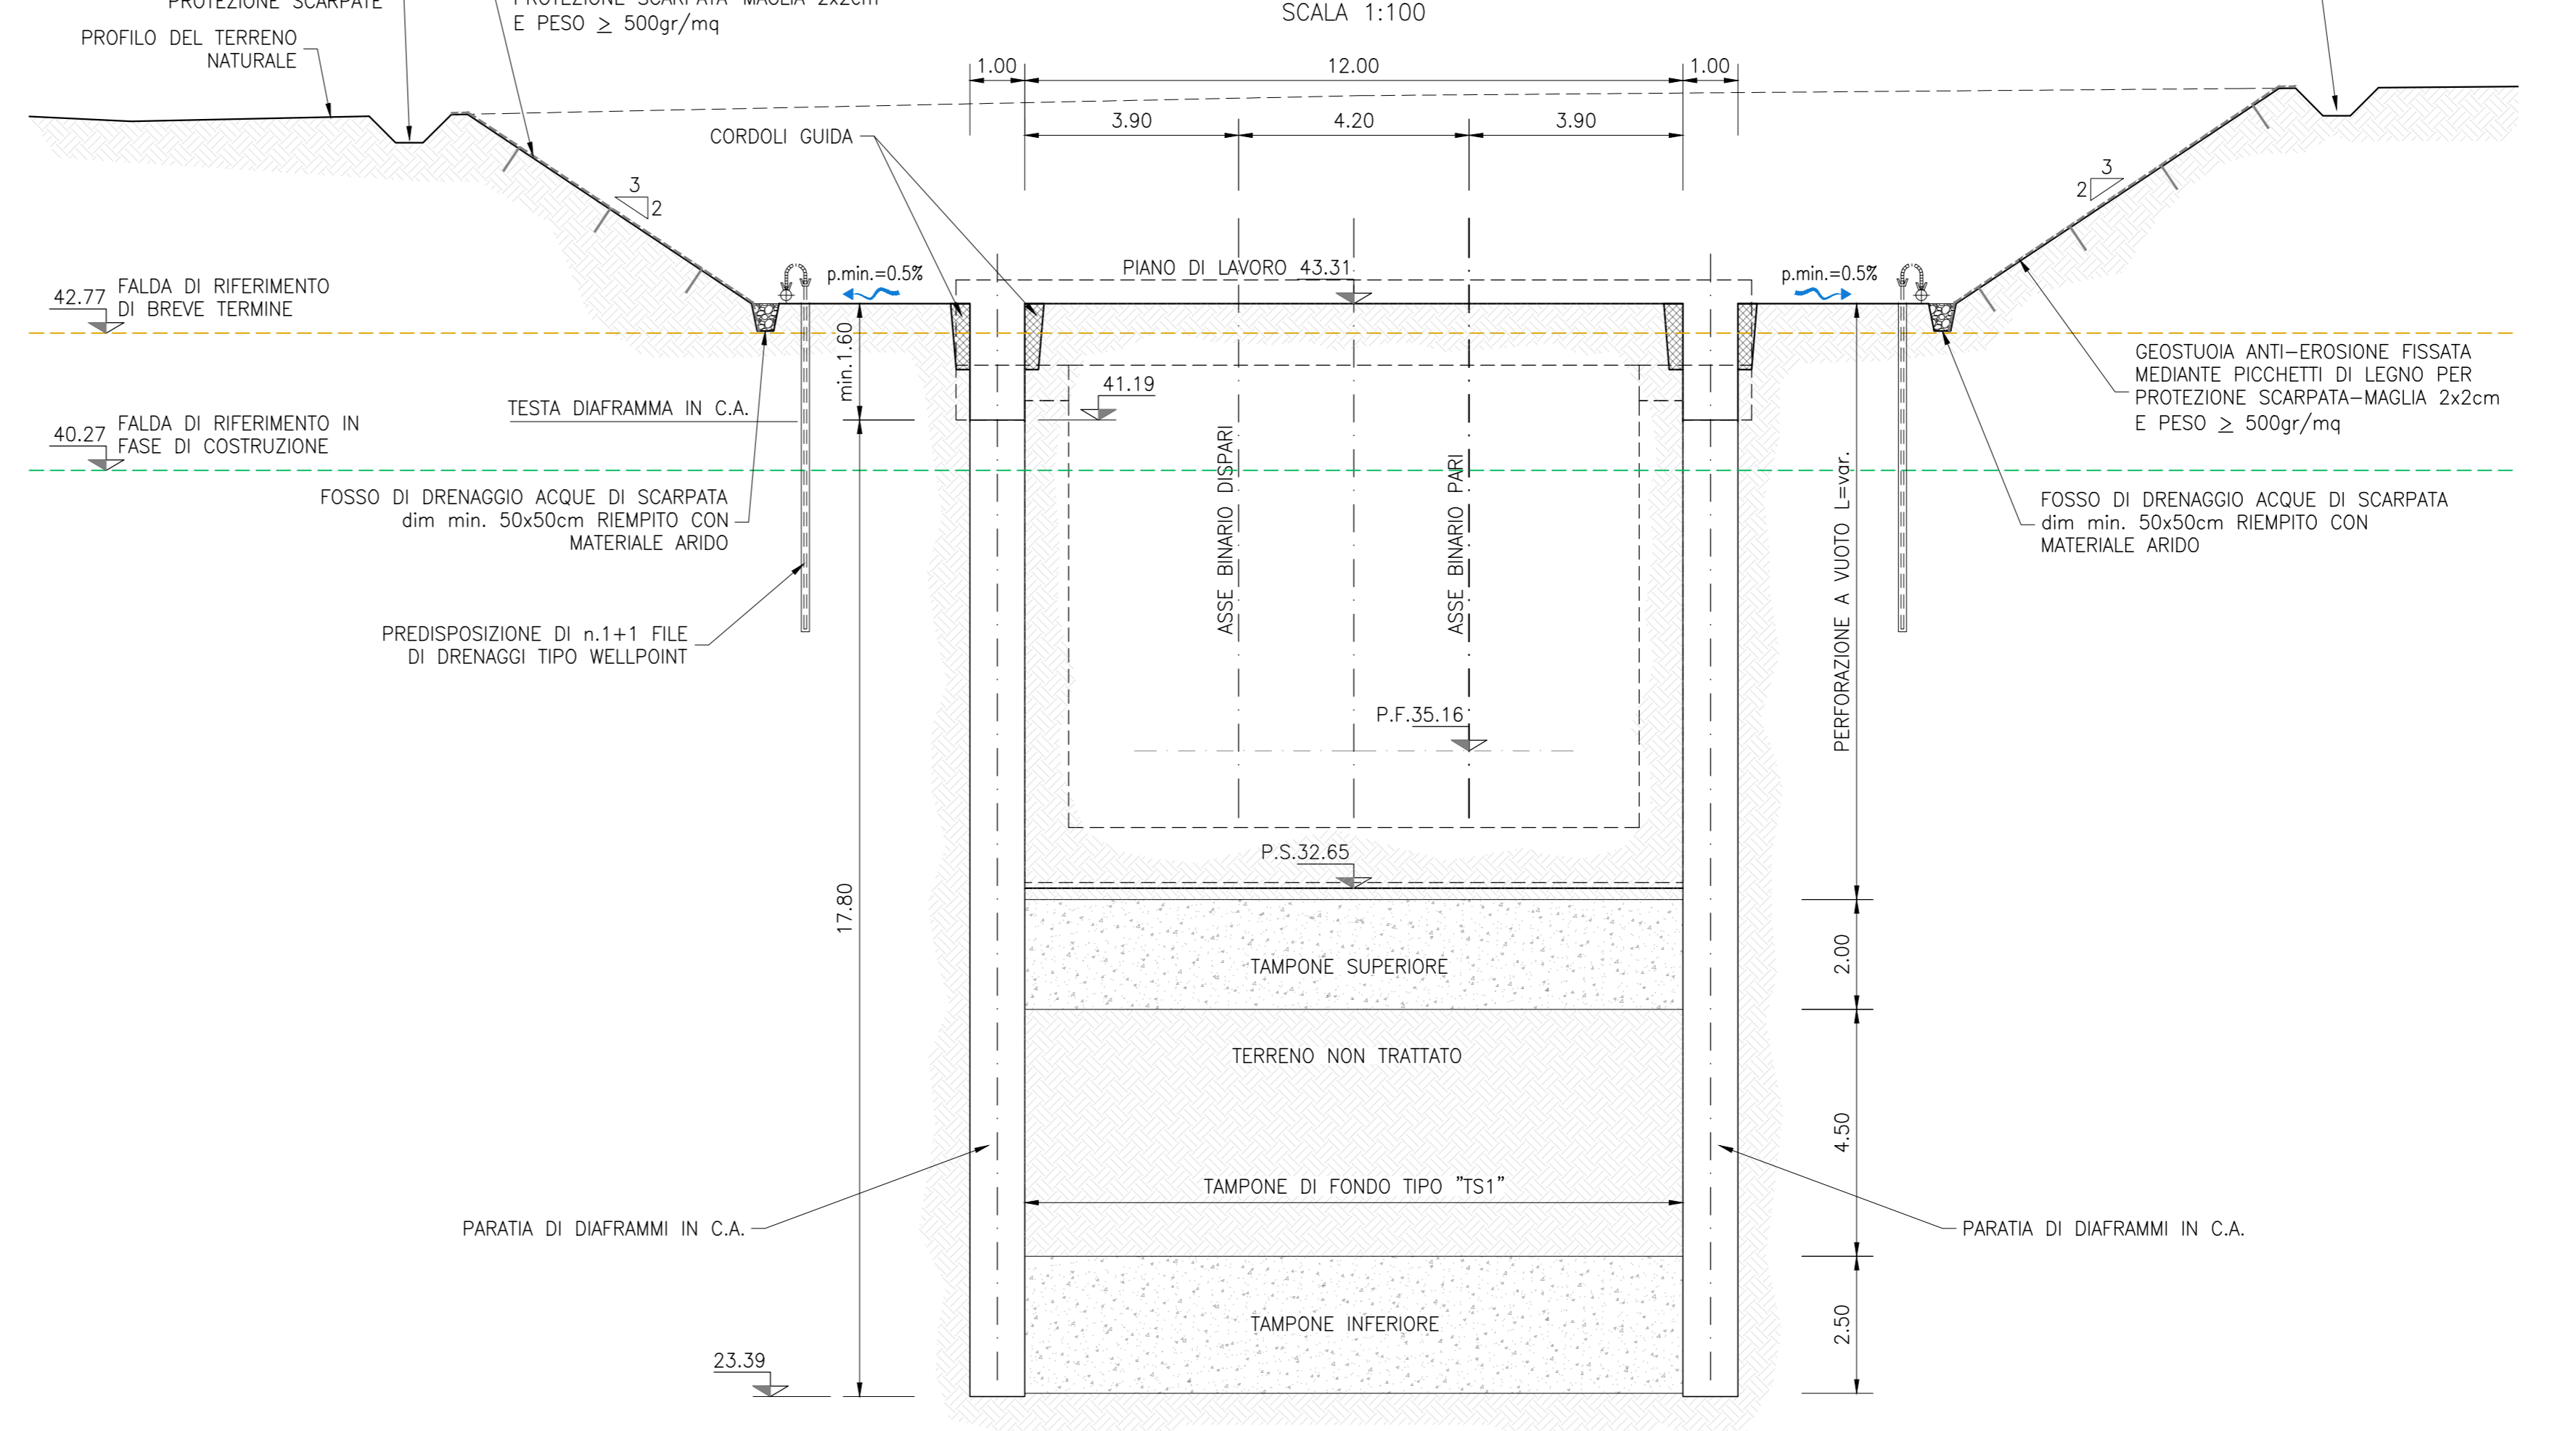 PROTEZIONE SCARPATE
PROTEZIONE SCARPATA-MAGLIA 2x2cm
E PESO ≥ 500gr/mq
SCALA 1:100
PROFILO DEL TERRENO
NATURALE
1.00
12.00
1.00
3.90
4.20
3.90
CORDOLI GUIDA
3
2
3
2
p.min.=0.5%
PIANO DI LAVORO 43.31
p.min.=0.5%
42.77
FALDA DI RIFERIMENTO
DI BREVE TERMINE
min.1.60
41.19
TESTA DIAFRAMMA IN C.A.
40.27
FALDA DI RIFERIMENTO IN
FASE DI COSTRUZIONE
GEOSTUOIA ANTI-EROSIONE FISSATA
MEDIANTE PICCHETTI DI LEGNO PER
PROTEZIONE SCARPATA-MAGLIA 2x2cm
E PESO ≥ 500gr/mq
FOSSO DI DRENAGGIO ACQUE DI SCARPATA
dim min. 50x50cm RIEMPITO CON
MATERIALE ARIDO
ASSE BINARIO DISPARI
ASSE BINARIO PARI
PERFORAZIONE A VUOTO L=var.
FOSSO DI DRENAGGIO ACQUE DI SCARPATA
dim min. 50x50cm RIEMPITO CON
MATERIALE ARIDO
PREDISPOSIZIONE DI n.1+1 FILE
DI DRENAGGI TIPO WELLPOINT
P.F.35.16
P.S.32.65
17.80
TAMPONE SUPERIORE
2.00
TERRENO NON TRATTATO
4.50
TAMPONE DI FONDO TIPO "TS1"
PARATIA DI DIAFRAMMI IN C.A.
PARATIA DI DIAFRAMMI IN C.A.
TAMPONE INFERIORE
2.50
23.39